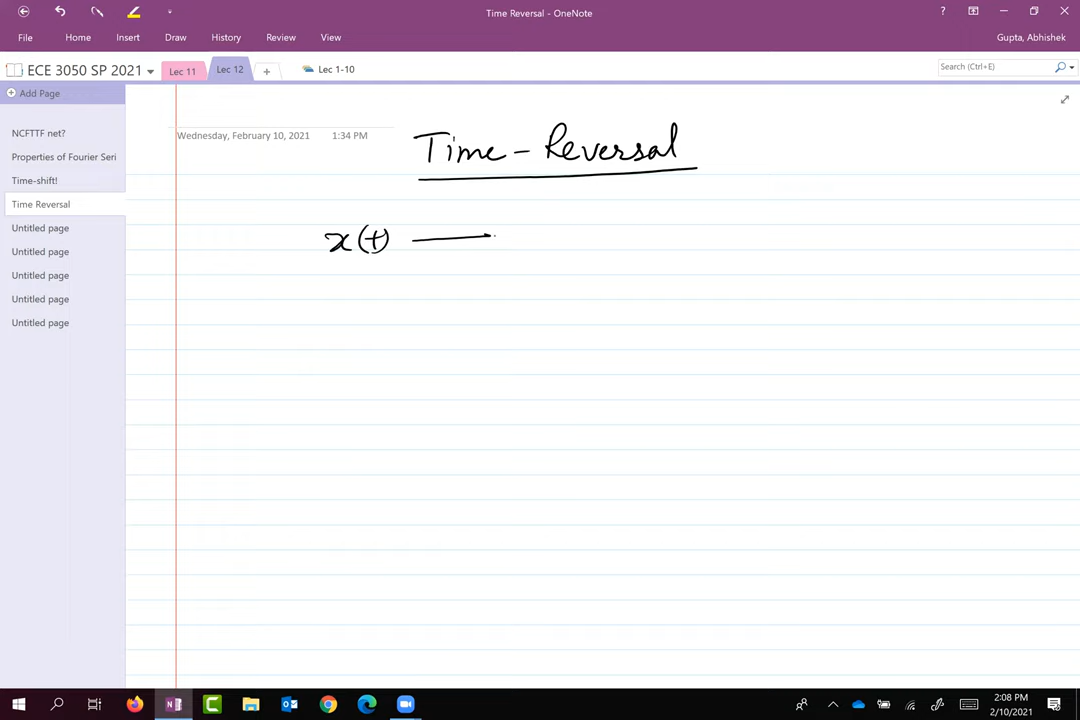 Time Reversal - OneNote
?
File Home Insert Draw History Review View
Gupta, Abhishek
ECE 3050 SP 2021 Lec 11 Lec 12 + Lec 1-10
Search (Ctrl+E)
Add Page
Wednesday, February 10, 2021 1:34 PM
Time - Reversal
NCFTTF net?
Properties of Fourier Seri
Time-shift!
Time Reversal
Untitled page
Untitled page
Untitled page
Untitled page
Untitled page
x(t)
2:08 PM
2/10/2021